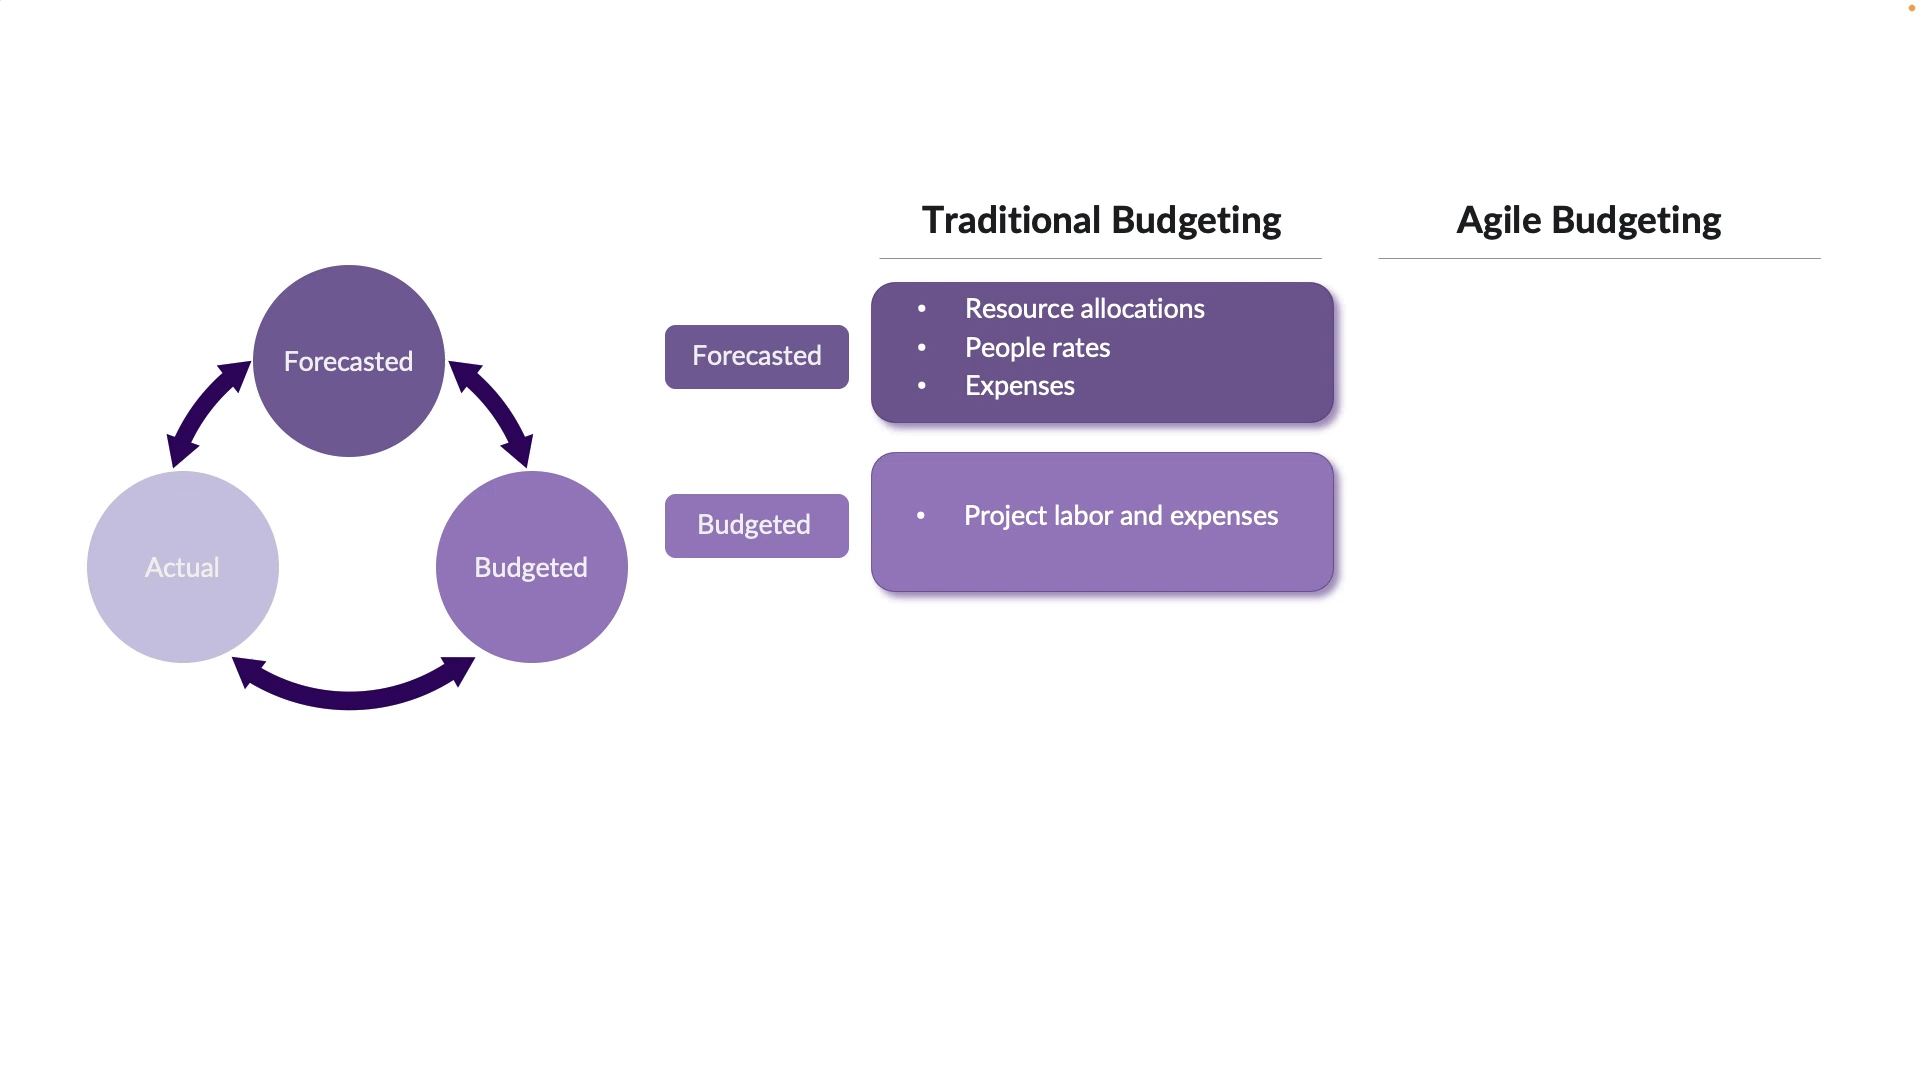 Traditional Budgeting
Agile Budgeting
Forecasted
Actual
Budgeted
Forecasted
• Resource allocations
• People rates
• Expenses
Budgeted
• Project labor and expenses